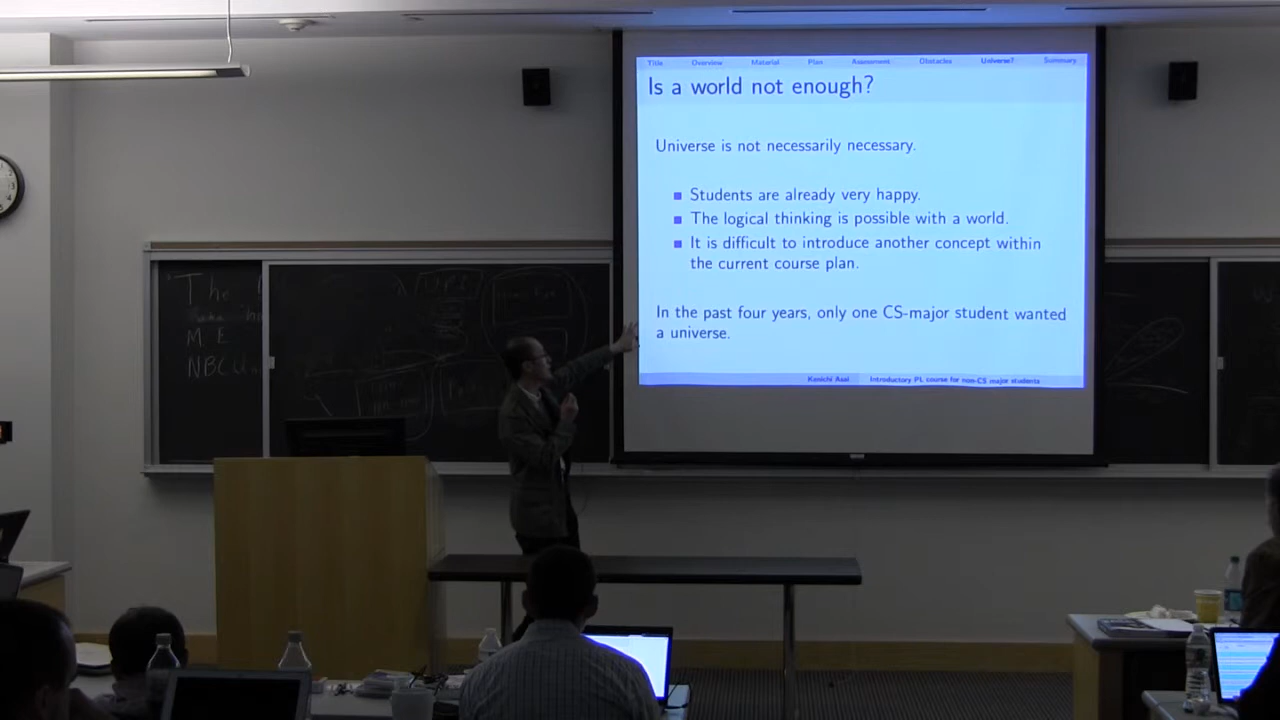 Title Overview Material Plan Assessment Obstacles Universe? Summary
Is a world not enough?
Universe is not necessarily necessary.
Students are already very happy.
The logical thinking is possible with a world.
It is difficult to introduce another concept within
the current course plan.
In the past four years, only one CS-major student wanted
a universe.
Kenichi Asai Introductory PL course for non-CS major students
The
M E